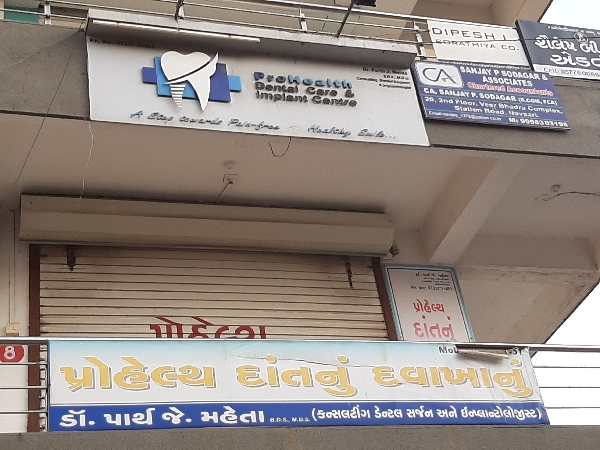 ProHealth
Dental Care &
Implant Centre
A Step towards Pain-free Healthy Smile...
DIPESH
SORATHIYA CO.
CA
SANJAY P. SODAGAR &
ASSOCIATES
Chartered Accountants
CA. SANJAY P. SODAGAR (B.COM, FCA)
20, 2nd Floor, Veer Bhadra Complex,
Station Road, Navsari.
પ્રોહેલ્થ
પ્રોહેલ્થ
દાંતનું
8
પ્રોહેલ્થ દાંતનું દવાખાનું
ડૉ. પાર્થ જે. મહેતા B.D.S., M.D.S. (કન્સલ્ટીંગ ડેન્ટલ સર્જન અને ઇમ્પ્લાન્ટોલોજીસ્ટ)